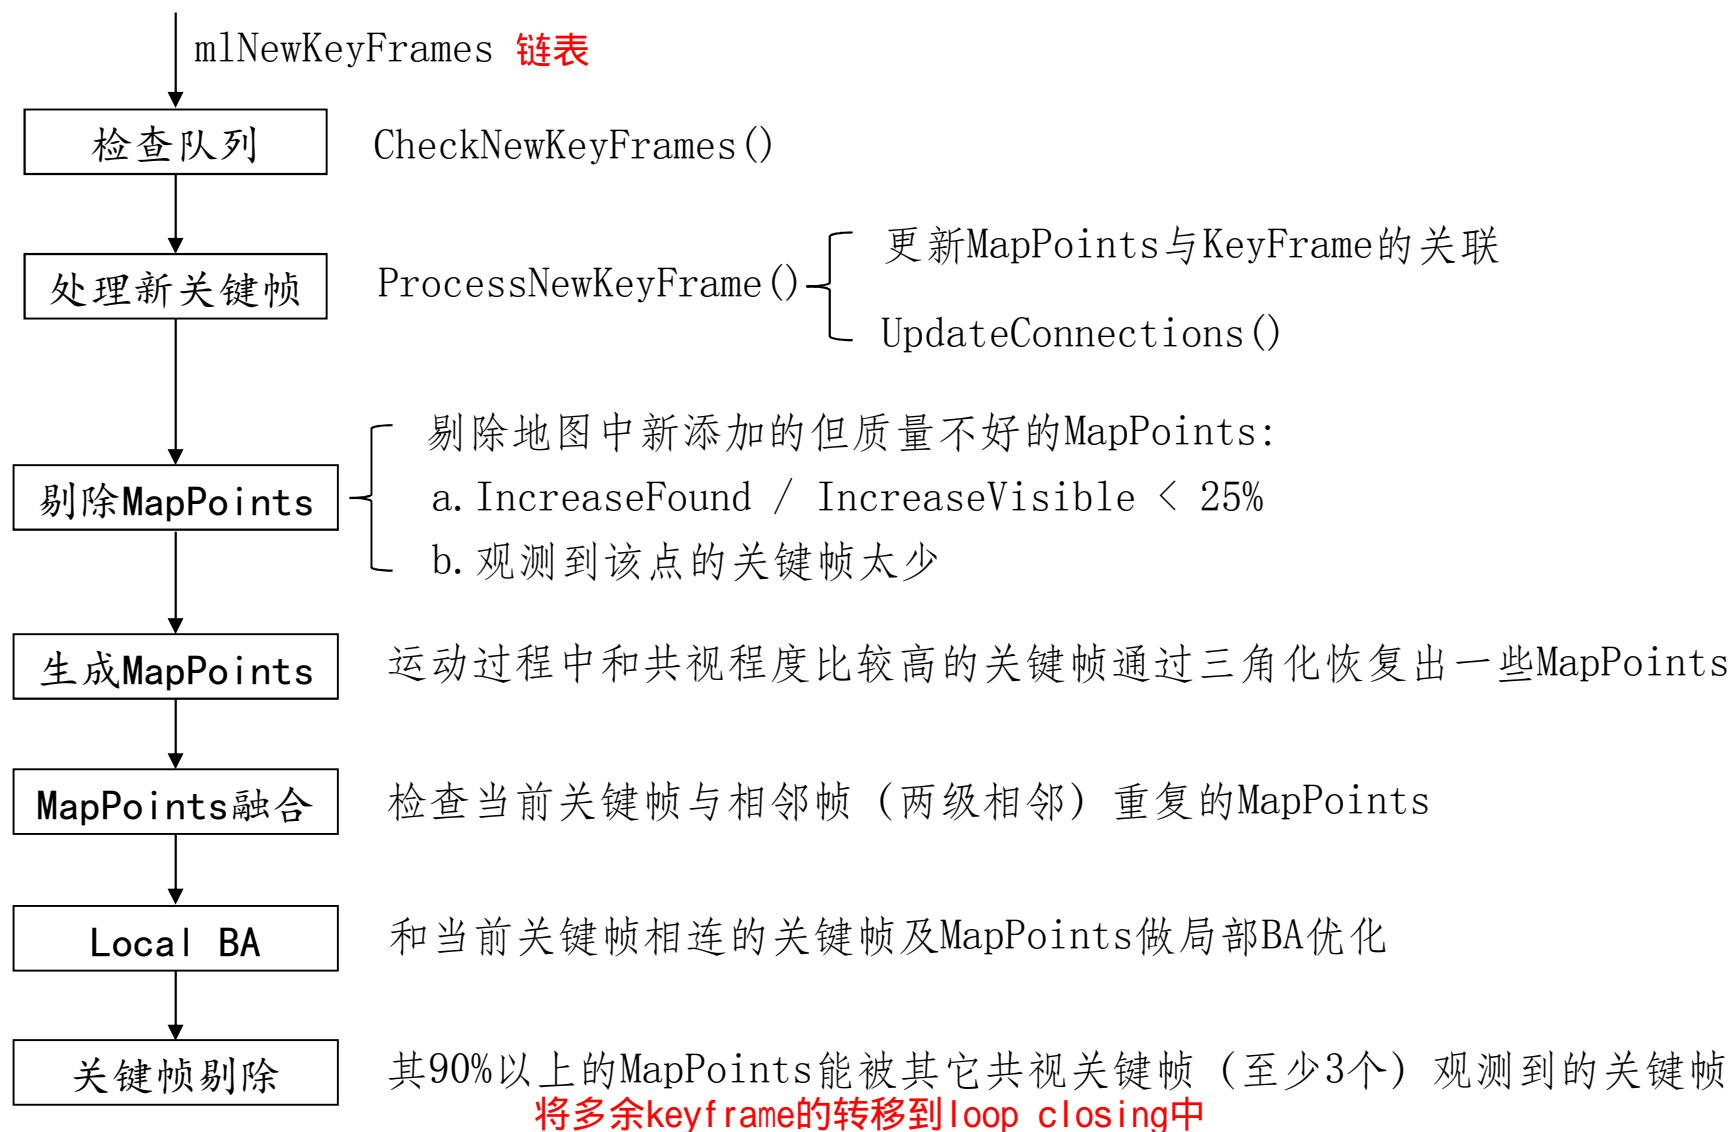 mlNewKeyFrames 链表
检查队列 CheckNewKeyFrames()
更新MapPoints与KeyFrame的关联
处理新关键帧 ProcessNewKeyFrame()
UpdateConnections()
剔除地图中新添加的但质量不好的MapPoints:
剔除MapPoints a. IncreaseFound / IncreaseVisible < 25%
b. 观测到该点的关键帧太少
生成MapPoints 运动过程中和共视程度比较高的关键帧通过三角化恢复出一些MapPoints
MapPoints融合 检查当前关键帧与相邻帧（两级相邻）重复的MapPoints
Local BA 和当前关键帧相连的关键帧及MapPoints做局部BA优化
关键帧剔除 其90%以上的MapPoints能被其它共视关键帧（至少3个）观测到的关键帧
将多余keyframe的转移到loop closing中